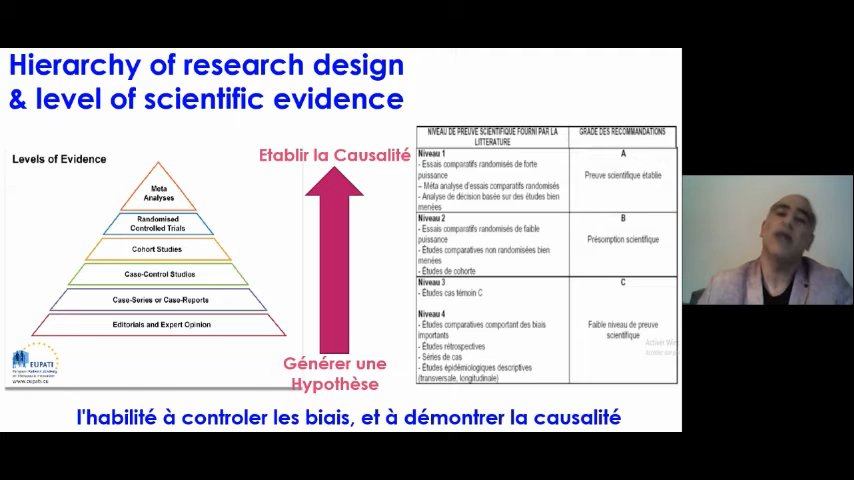 Hierarchy of research design
& level of scientific evidence
Levels of Evidence
Meta
Analyses
Randomised
Controlled Trials
Cohort Studies
Case-Control Studies
Case-Series or Case-Reports
Editorials and Expert Opinion
EUPATI
www.eupati.eu
Etablir la Causalité
Générer une
Hypothèse
NIVEAU DE PREUVE SCIENTIFIQUE FOURNI PAR LA
LITTERATURE
GRADE DES RECOMMANDATIONS
Niveau 1
- Essais comparatifs randomisés de forte
puissance
– Méta analyse d'essais comparatifs randomisés
- Analyse de décision basée sur des études bien
menées
A
Preuve scientifique établie
Niveau 2
- Essais comparatifs randomisés de faible
puissance
- Études comparatives non randomisées bien
menées
- Études de cohorte
B
Présomption scientifique
Niveau 3
- Études cas témoin C
Niveau 4
- Études comparatives comportant des biais
importants
- Études rétrospectives
- Séries de cas
- Études épidémiologiques descriptives
(transversale, longitudinale)
C
Faible niveau de preuve
scientifique
l'habilité à controler les biais, et à démontrer la causalité